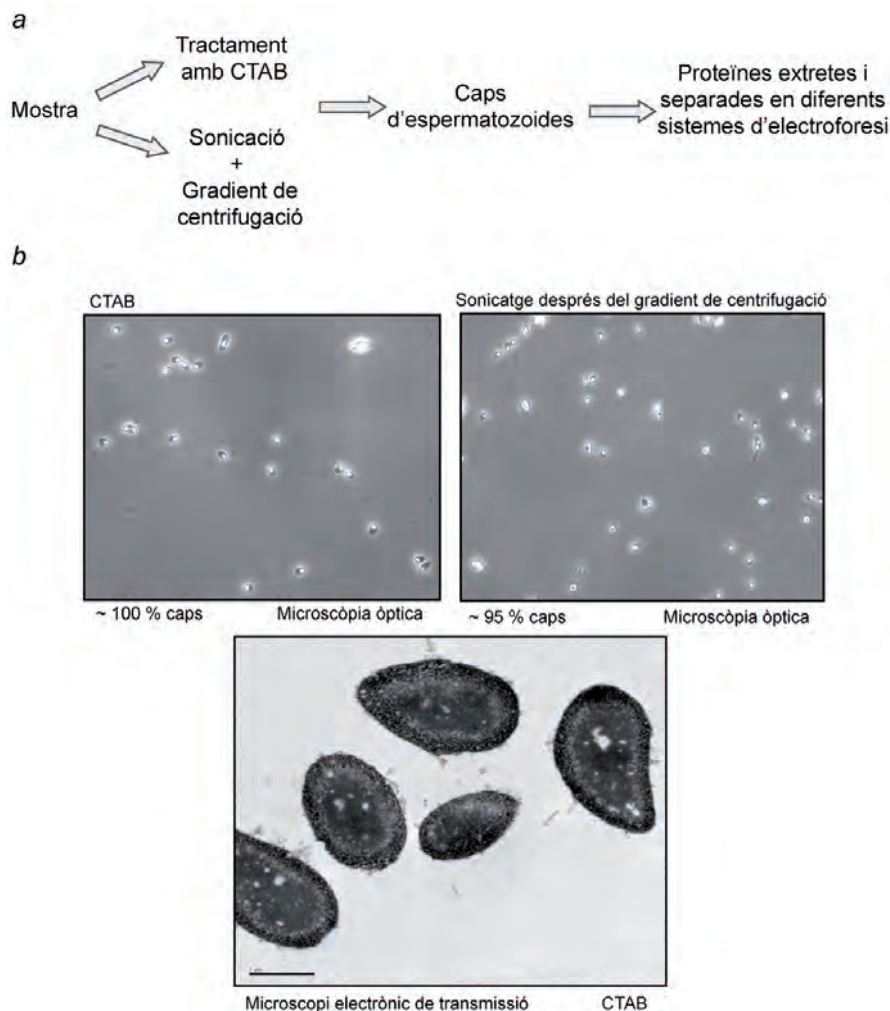 a
Mostra
Tractament
amb CTAB
Sonicació
+
Gradient de
centrifugació
Caps
d'espermatozoides
Proteïnes extretes i
separades en diferents
sistemes d'electroforesi
b
CTAB
Sonicatge després del gradient de centrifugació
~ 100 % caps
Microscòpia òptica
~ 95 % caps
Microscòpia òptica
Microscopi electrònic de transmissió
CTAB